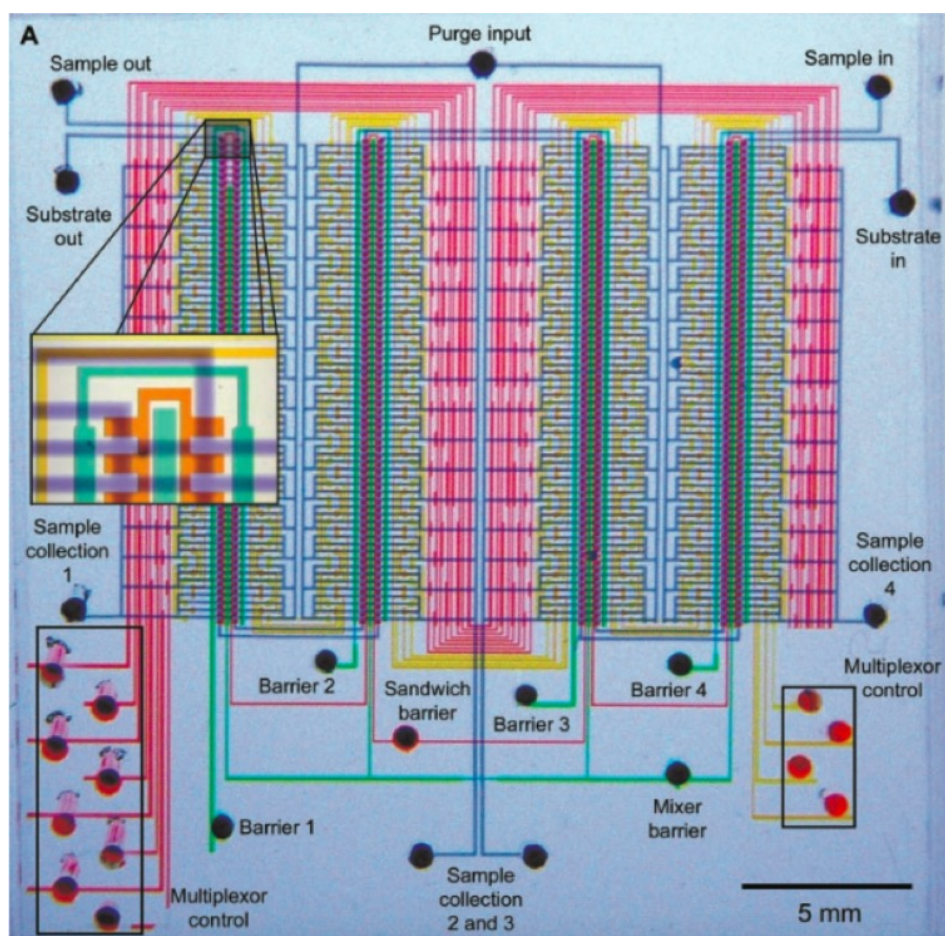 A
Purge input
Sample out
Sample in
Substrate
out
Substrate
in
Sample
collection
1
Sample
collection
4
Barrier 2
Sandwich
barrier
Barrier 3
Barrier 4
Multiplexor
control
Mixer
barrier
Barrier 1
Multiplexor
control
Sample
collection
2 and 3
5 mm